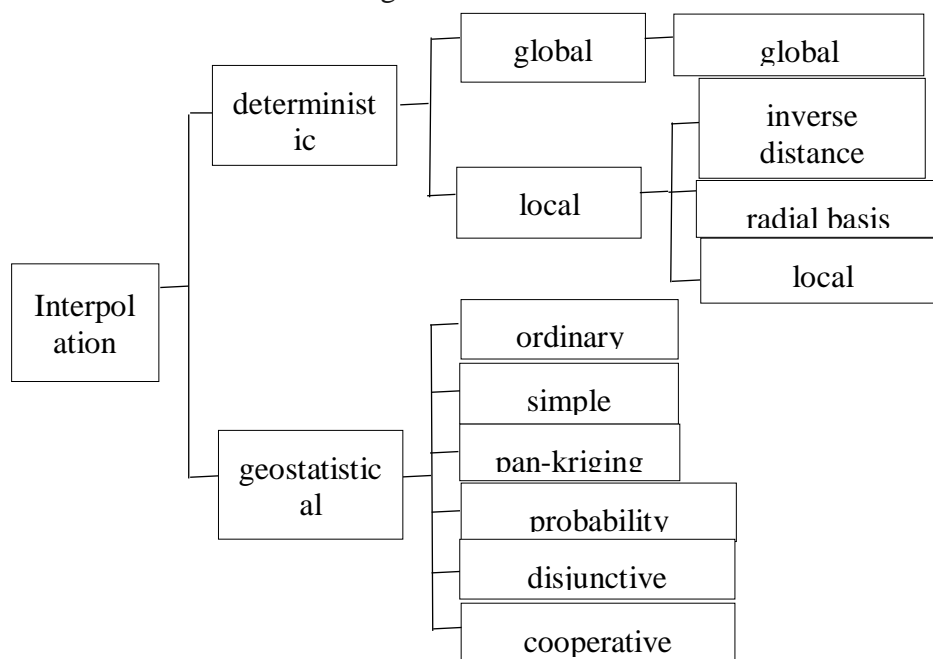 global
global
determinist
ic
inverse
distance
local
radial basis
local
Interpol
ation
ordinary
simple
pan-kriging
geostatistic
al
probability
disjunctive
cooperative